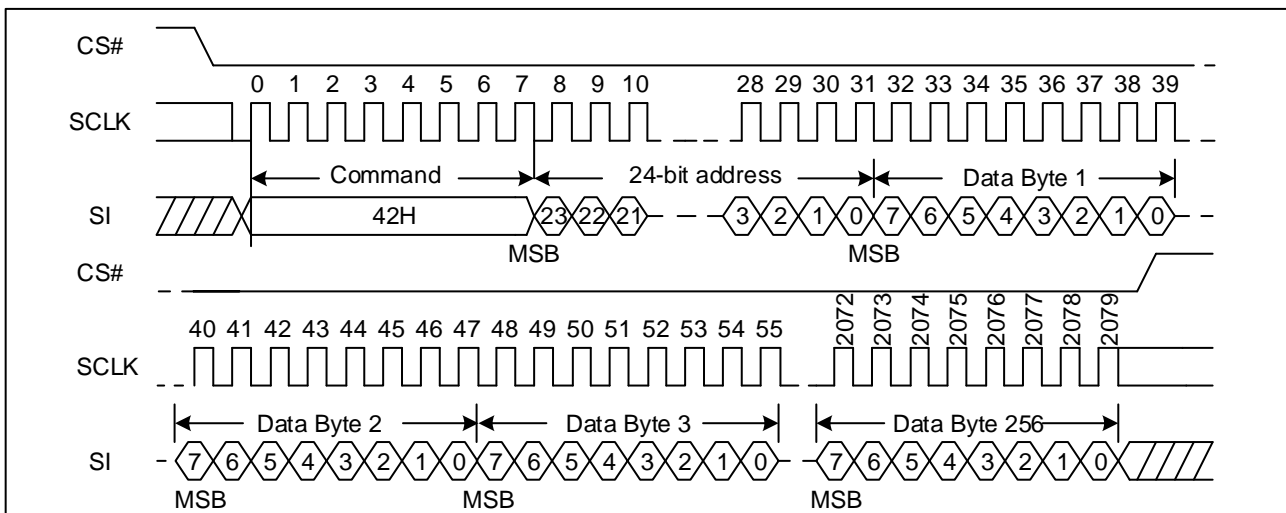 CS#
0 1 2 3 4 5 6 7 8 9 10 28 29 30 31 32 33 34 35 36 37 38 39
SCLK
Command 24-bit address Data Byte 1
SI 42H 23 22 21 3 2 1 0 7 6 5 4 3 2 1 0
MSB MSB
CS#
40 41 42 43 44 45 46 47 48 49 50 51 52 53 54 55 2072 2073 2074 2075 2076 2077 2078 2079
SCLK
Data Byte 2 Data Byte 3 Data Byte 256
SI 7 6 5 4 3 2 1 0 7 6 5 4 3 2 1 0 7 6 5 4 3 2 1 0
MSB MSB MSB